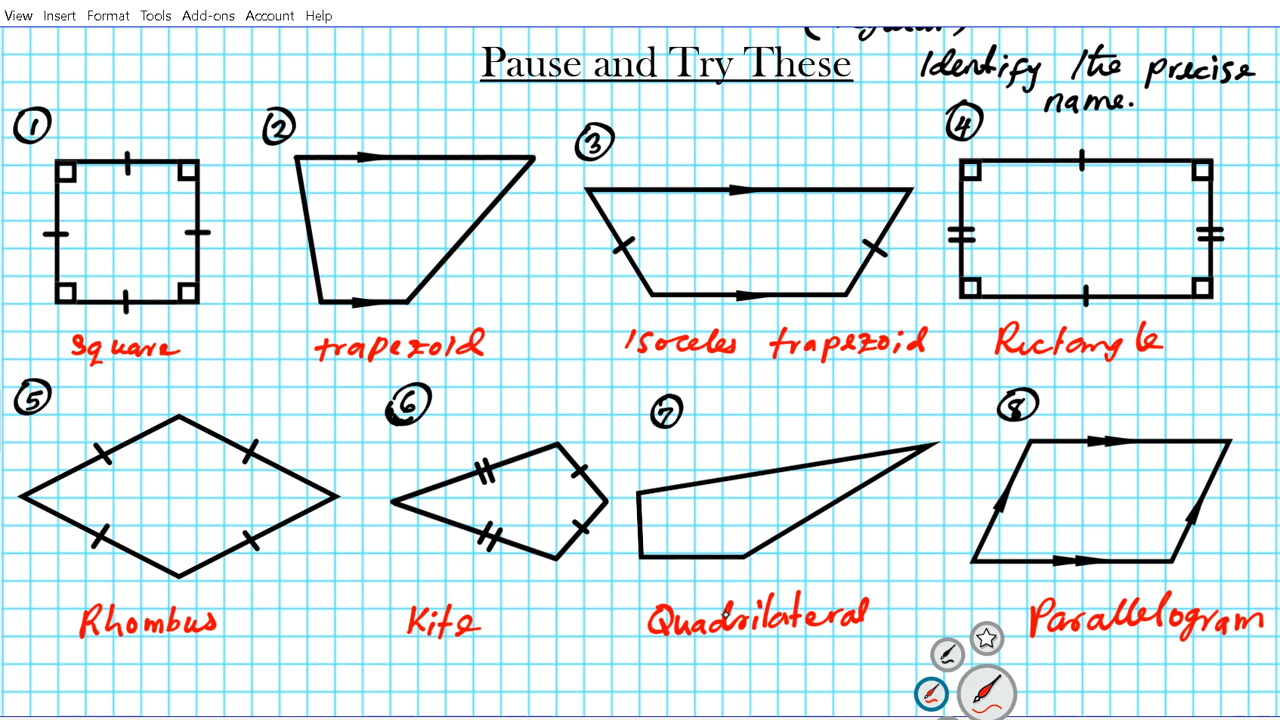 View Insert Format Tools Add-ons Account Help
Pause and Try These
Identify the precise
name.
1
2
3
4
square
trapezoid
Isoceles trapezoid
Rectangle
5
6
7
8
Rhombus
Kite
Quadrilateral
Parallelogram